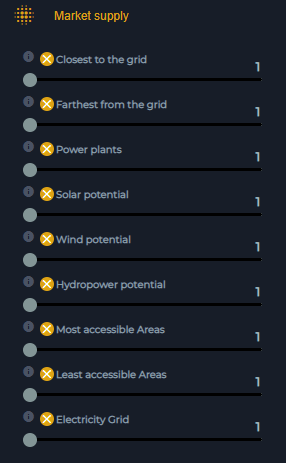 Market supply
Closest to the grid
1
Farthest from the grid
1
Power plants
1
Solar potential
1
Wind potential
1
Hydropower potential
1
Most accessible Areas
1
Least accessible Areas
1
Electricity Grid
1